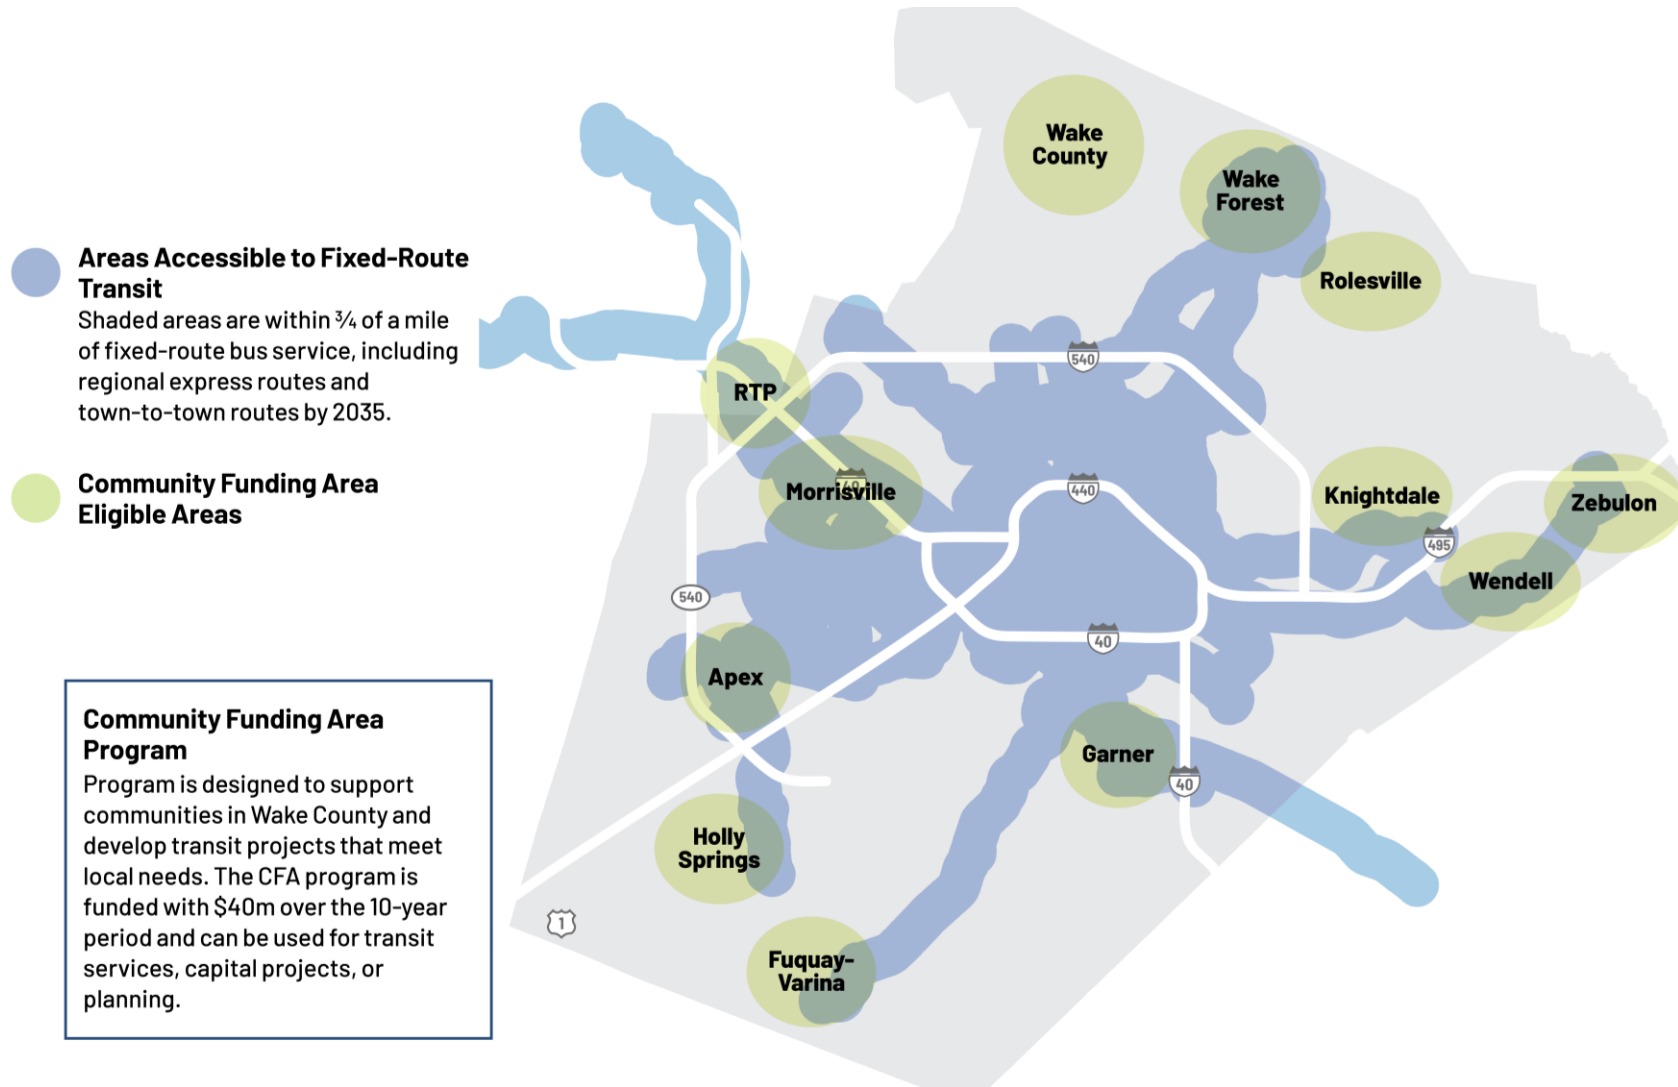 Areas Accessible to Fixed-Route
Transit
Shaded areas are within ¾ of a mile
of fixed-route bus service, including
regional express routes and
town-to-town routes by 2035.
Community Funding Area
Eligible Areas
Community Funding Area
Program
Program is designed to support
communities in Wake County and
develop transit projects that meet
local needs. The CFA program is
funded with $40m over the 10-year
period and can be used for transit
services, capital projects, or
planning.
Wake
County
Wake
Forest
Rolesville
540
RTP
40
Morrisville
440
Knightdale
Zebulon
495
Wendell
540
40
Apex
Garner
40
Holly
Springs
1
Fuquay-
Varina